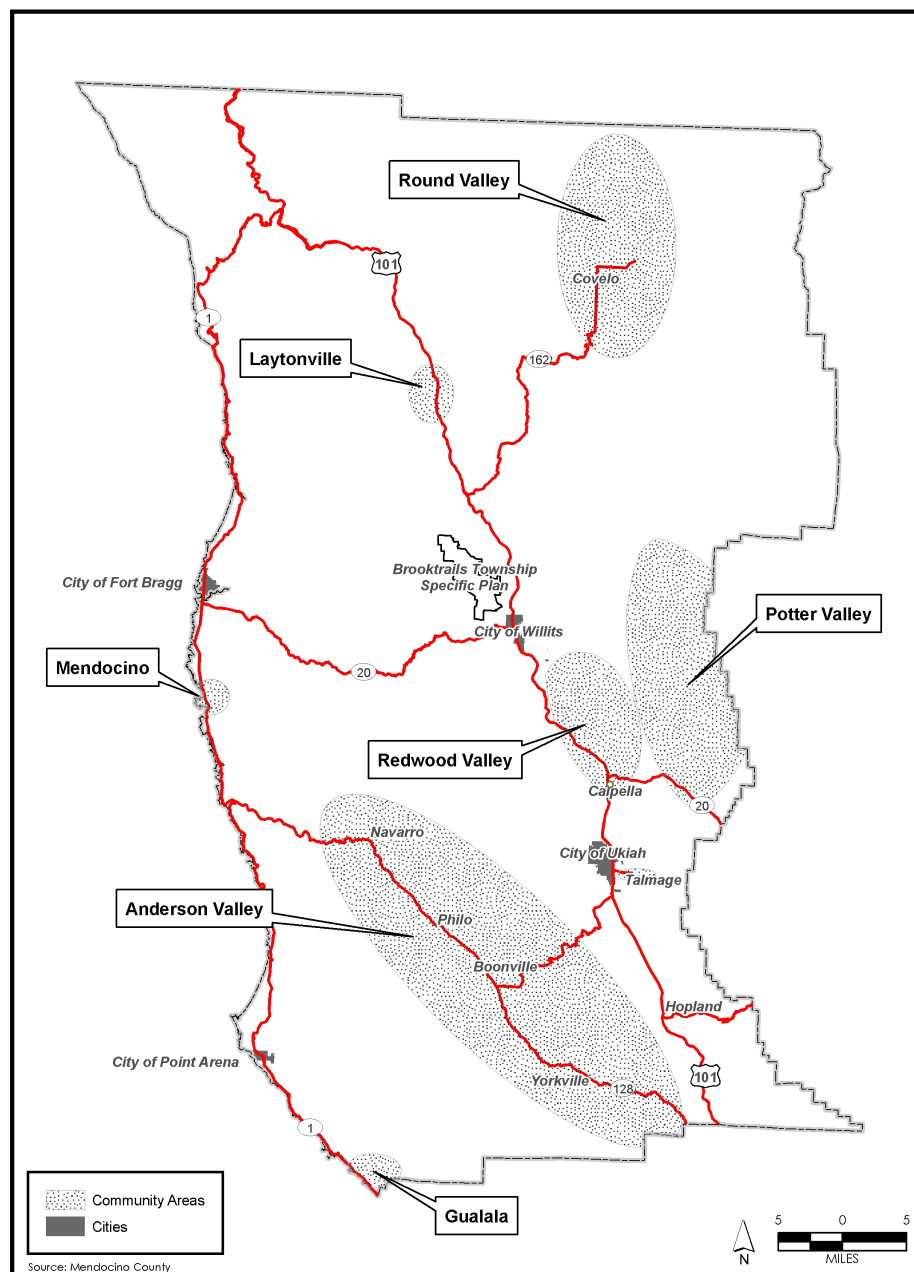 Round Valley
101
Covelo
1
Laytonville
162
Brooktrails Township
Specific Plan
City of Fort Bragg
Potter Valley
City of Willits
Mendocino
20
Redwood Valley
Calpella
20
Navarro
City of Ukiah
Talmage
Anderson Valley
Philo
Boonville
Hopland
City of Point Arena
Yorkville
128
101
1
Gualala
Community Areas
Cities
N
5 0 5
MILES
Source: Mendocino County